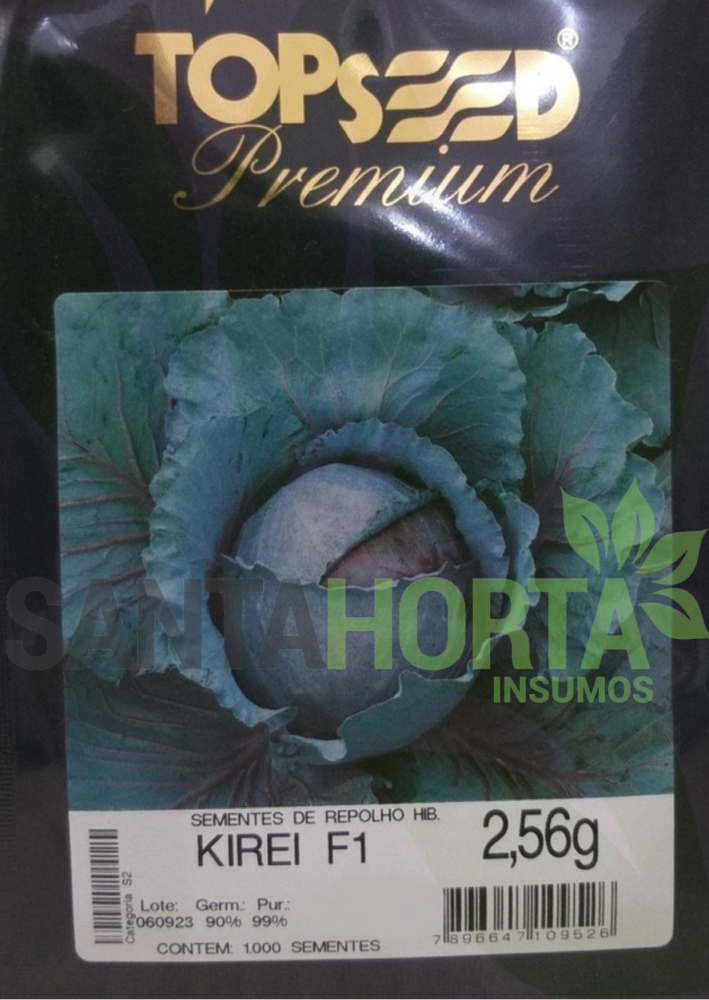 TOPSEED®
Premium
SANTAHORTA
INSUMOS
SEMENTES DE REPOLHO HIB.
KIREI F1
2,56g
Categoria S2
Lote: Germ.: Pur.:
060923 90% 99%
CONTEM: 1.000 SEMENTES
7 896647 109526